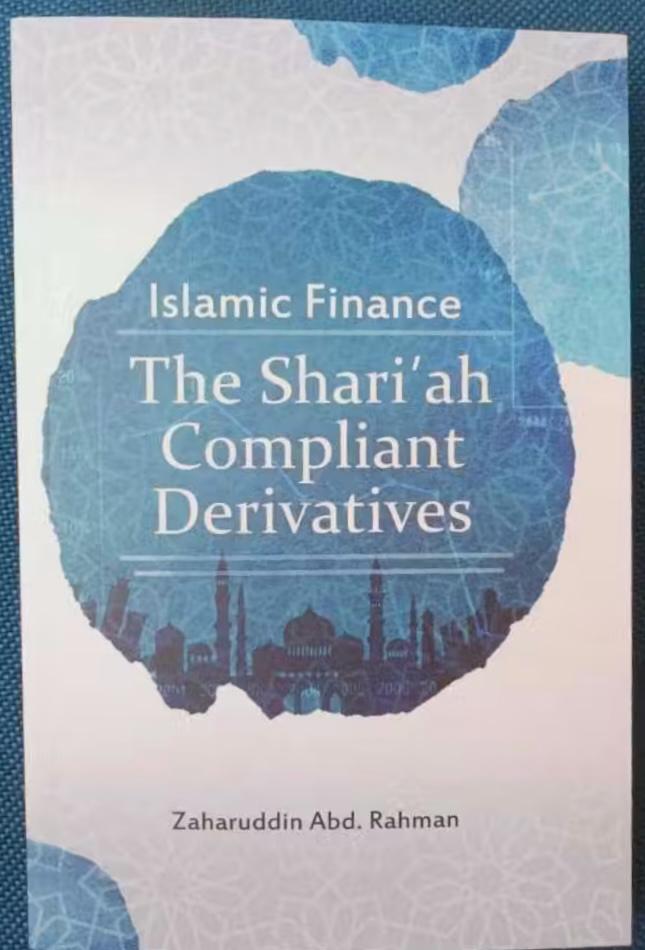 Islamic Finance
The Shari'ah
Compliant
Derivatives
Zaharuddin Abd. Rahman